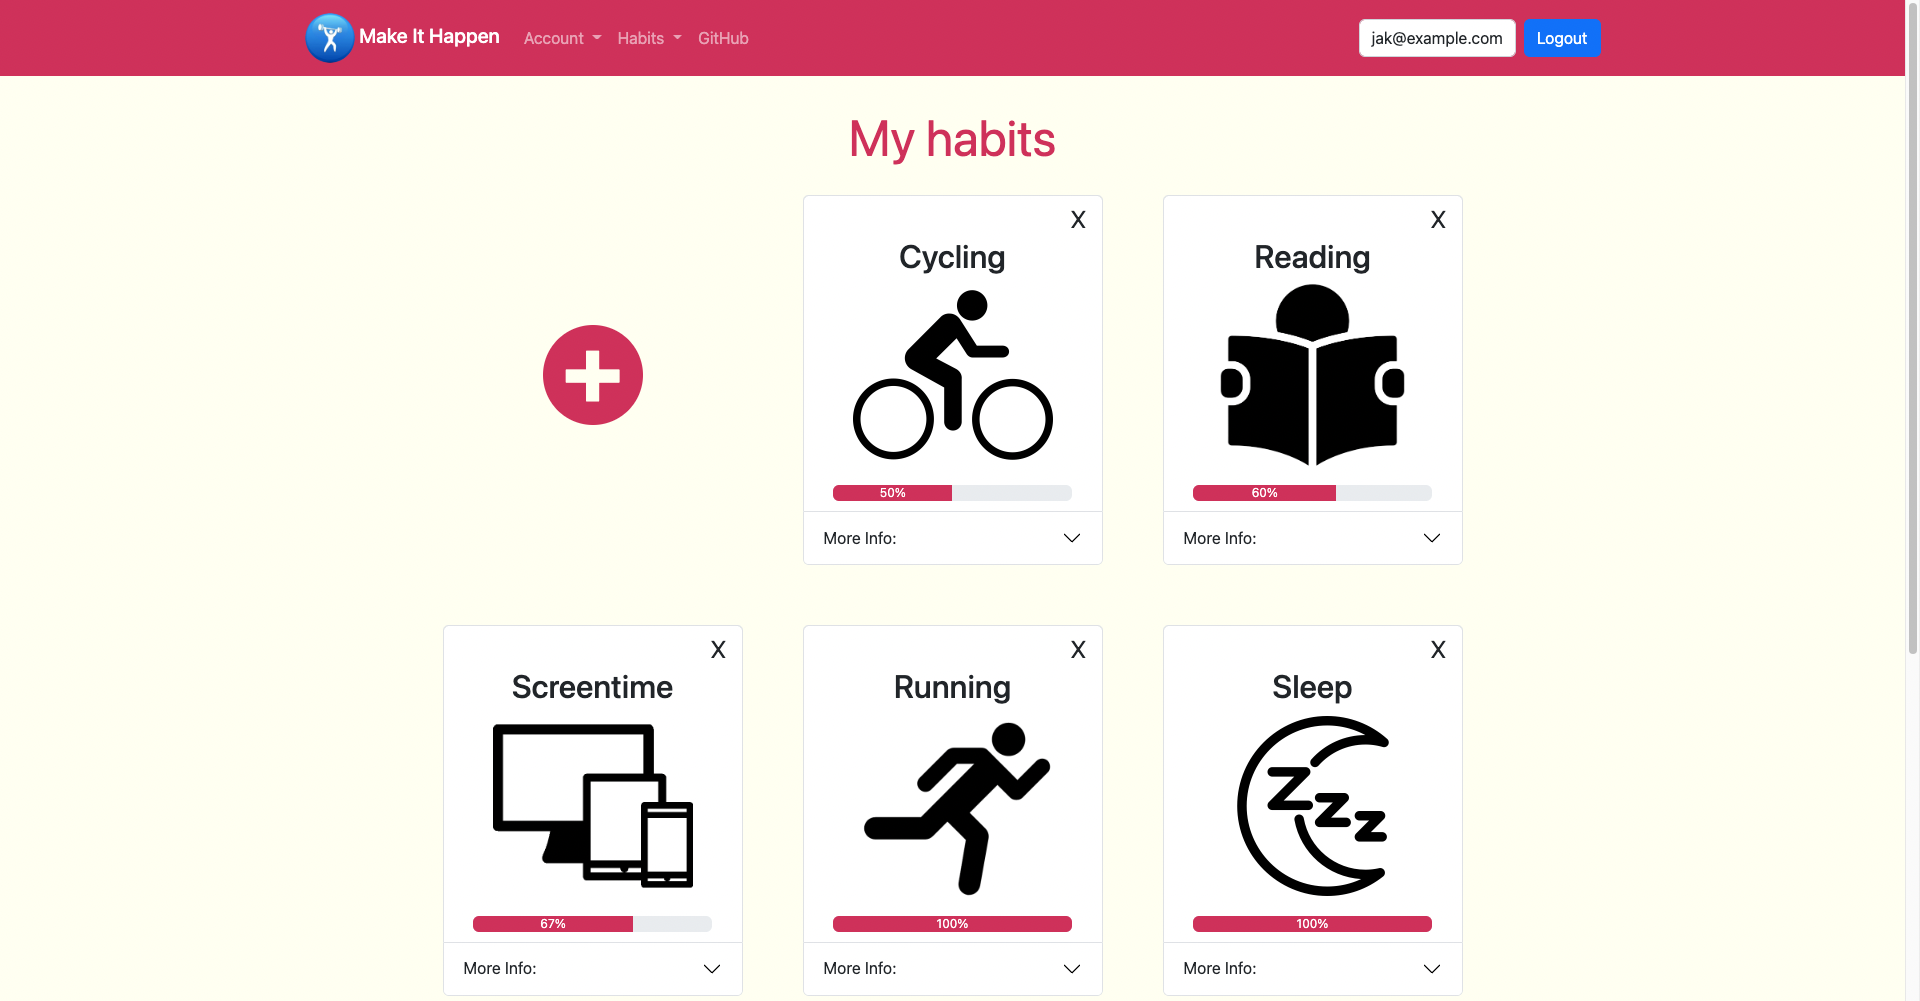 Make It Happen
Account
Habits
GitHub
jak@example.com
Logout
My habits
X
Cycling
50%
More Info:
X
Reading
60%
More Info:
X
Screentime
67%
More Info:
X
Running
100%
More Info:
X
Sleep
zzz
100%
More Info: